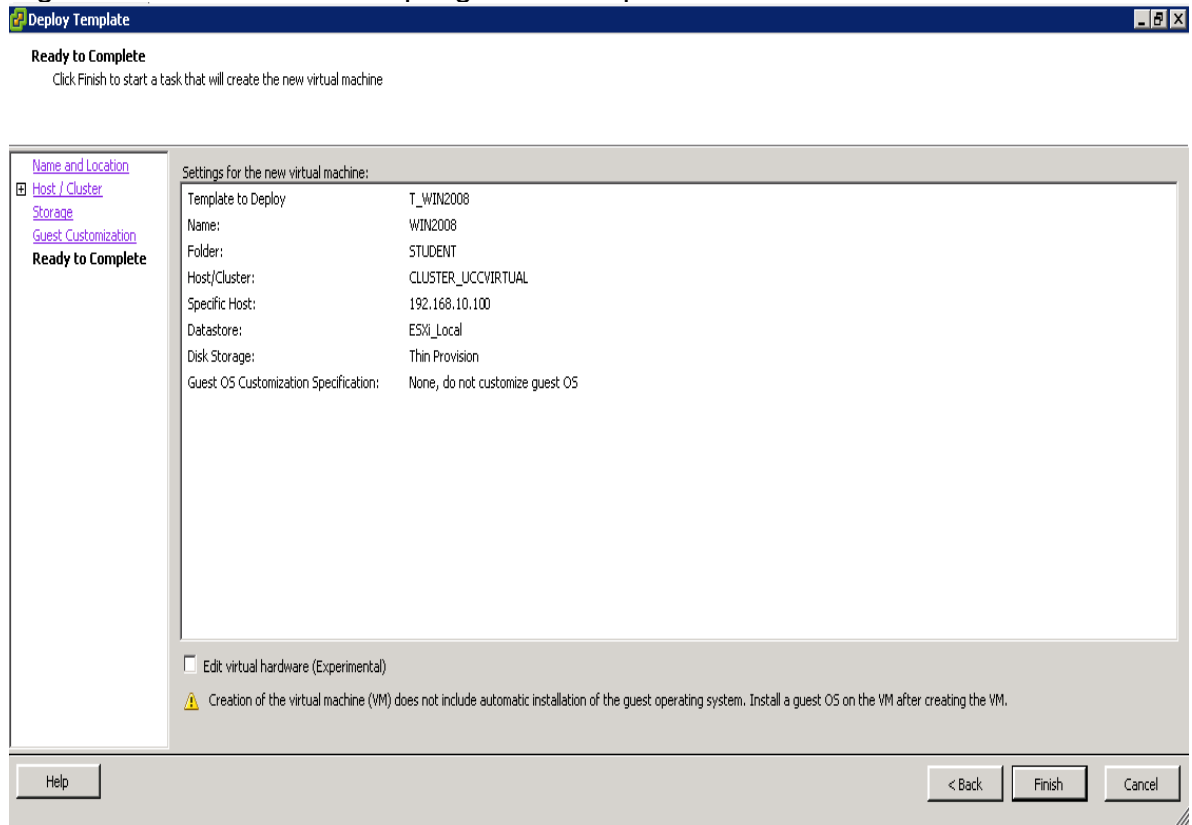 Deploy Template
Ready to Complete
Click Finish to start a task that will create the new virtual machine
Name and Location
Host / Cluster
Storage
Guest Customization
Ready to Complete
Settings for the new virtual machine:
Template to Deploy T_WIN2008
Name: WIN2008
Folder: STUDENT
Host/Cluster: CLUSTER_UCCVIRTUAL
Specific Host: 192.168.10.100
Datastore: ESXi_Local
Disk Storage: Thin Provision
Guest OS Customization Specification: None, do not customize guest OS
Edit virtual hardware (Experimental)
Creation of the virtual machine (VM) does not include automatic installation of the guest operating system. Install a guest OS on the VM after creating the VM.
Help
< Back
Finish
Cancel